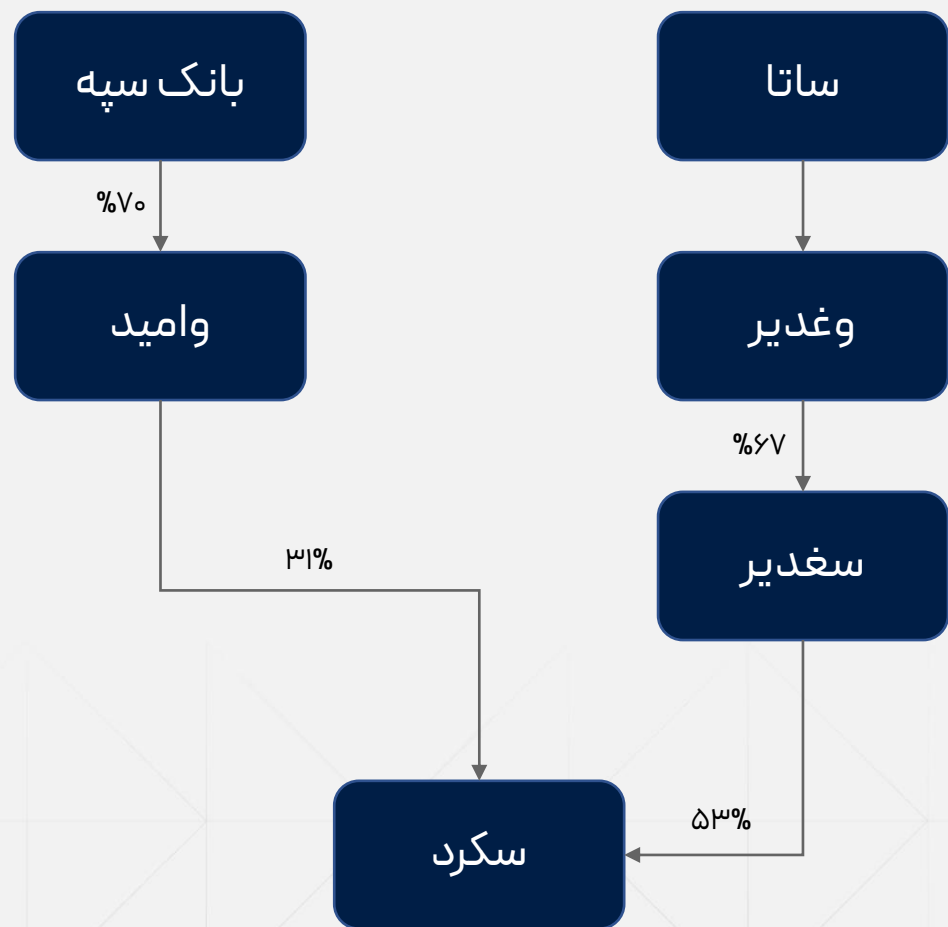 ساتا
بانک سپه
%۷۰
وغدیر
وامید
%۶۷
سغدیر
۳۱%
۵۳%
سکرد